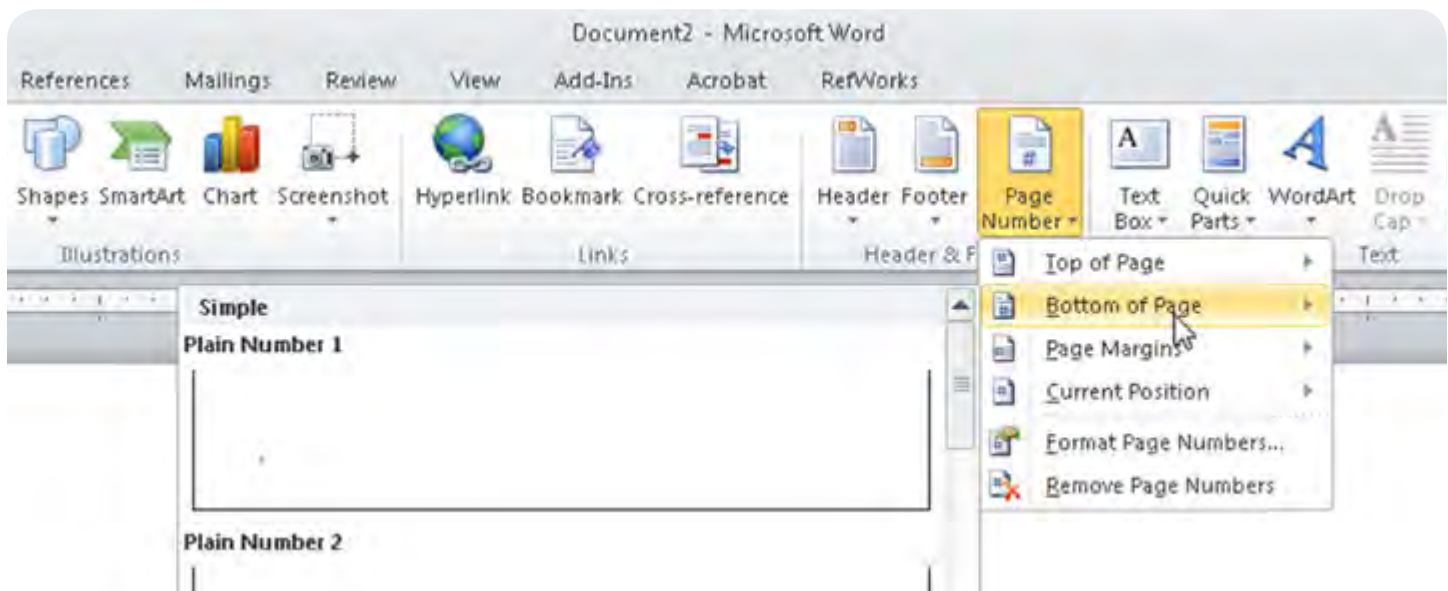 Document2 - Microsoft Word
References Mailings Review View Add-Ins Acrobat RefWorks
Shapes SmartArt Chart Screenshot Hyperlink Bookmark Cross-reference Header Footer Page Number Text Box Quick Parts WordArt Drop Cap
Illustrations Links Header & F Text
Top of Page
Bottom of Page
Page Margins
Current Position
Format Page Numbers...
Remove Page Numbers
Simple
Plain Number 1
Plain Number 2